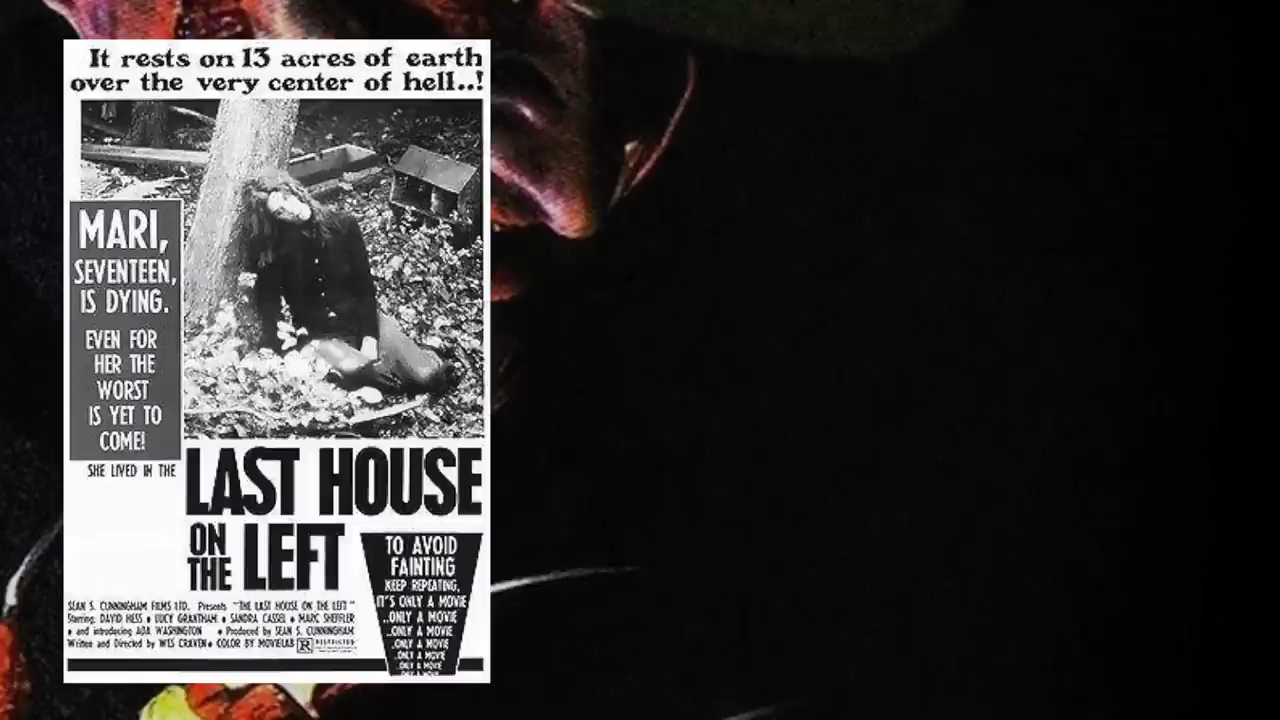 It rests on 13 acres of earth
over the very center of hell..!
MARI,
SEVENTEEN,
IS DYING.
EVEN FOR
HER THE
WORST
IS YET TO
COME!
SHE LIVED IN THE
LAST HOUSE
ON
THE
LEFT
TO AVOID
FAINTING
KEEP REPEATING,
IT'S ONLY A MOVIE
..ONLY A MOVIE
..ONLY A MOVIE
..ONLY A MOVIE
..ONLY A MOVIE
..ONLY A MOVIE
SEAN S. CUNNINGHAM FILMS LTD. Presents "THE LAST HOUSE ON THE LEFT"
Starring: DAVID HESS • LUCY GRANTHAM • SANDRA CASSEL • MARC SHEFFLER
• and introducing ADA WASHINGTON • Produced by SEAN S. CUNNINGHAM
Written and Directed by WES CRAVEN • COLOR BY MOVIELAB R RESTRICTED